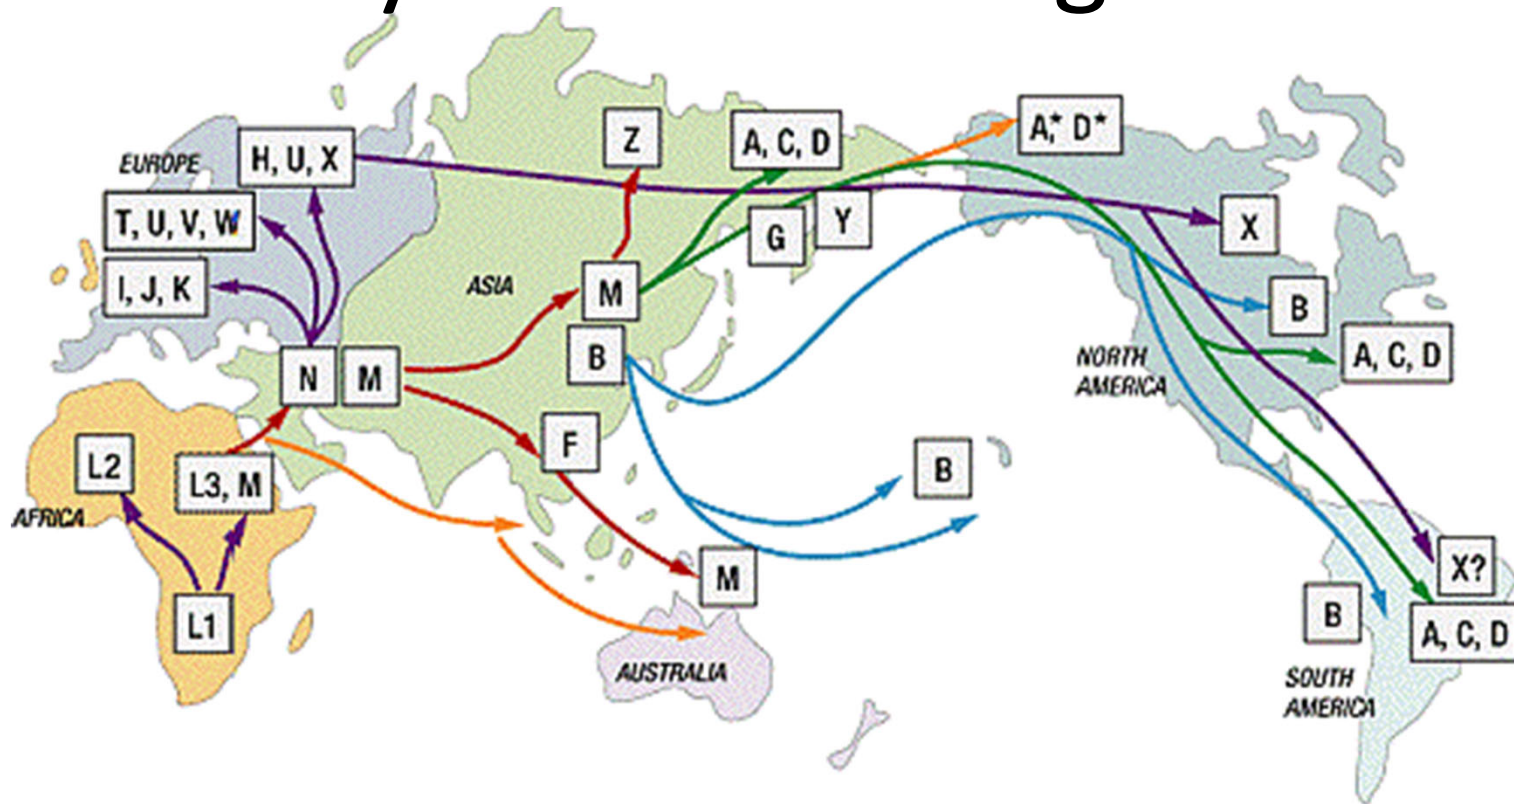 EUROPE
H, U, X
T, U, V, W
I, J, K
Z
A, C, D
A,* D*
G
Y
X
ASIA
M
B
B
N
M
NORTH
AMERICA
A, C, D
L2
L3, M
F
B
AFRICA
L1
M
X?
B
A, C, D
AUSTRALIA
SOUTH
AMERICA